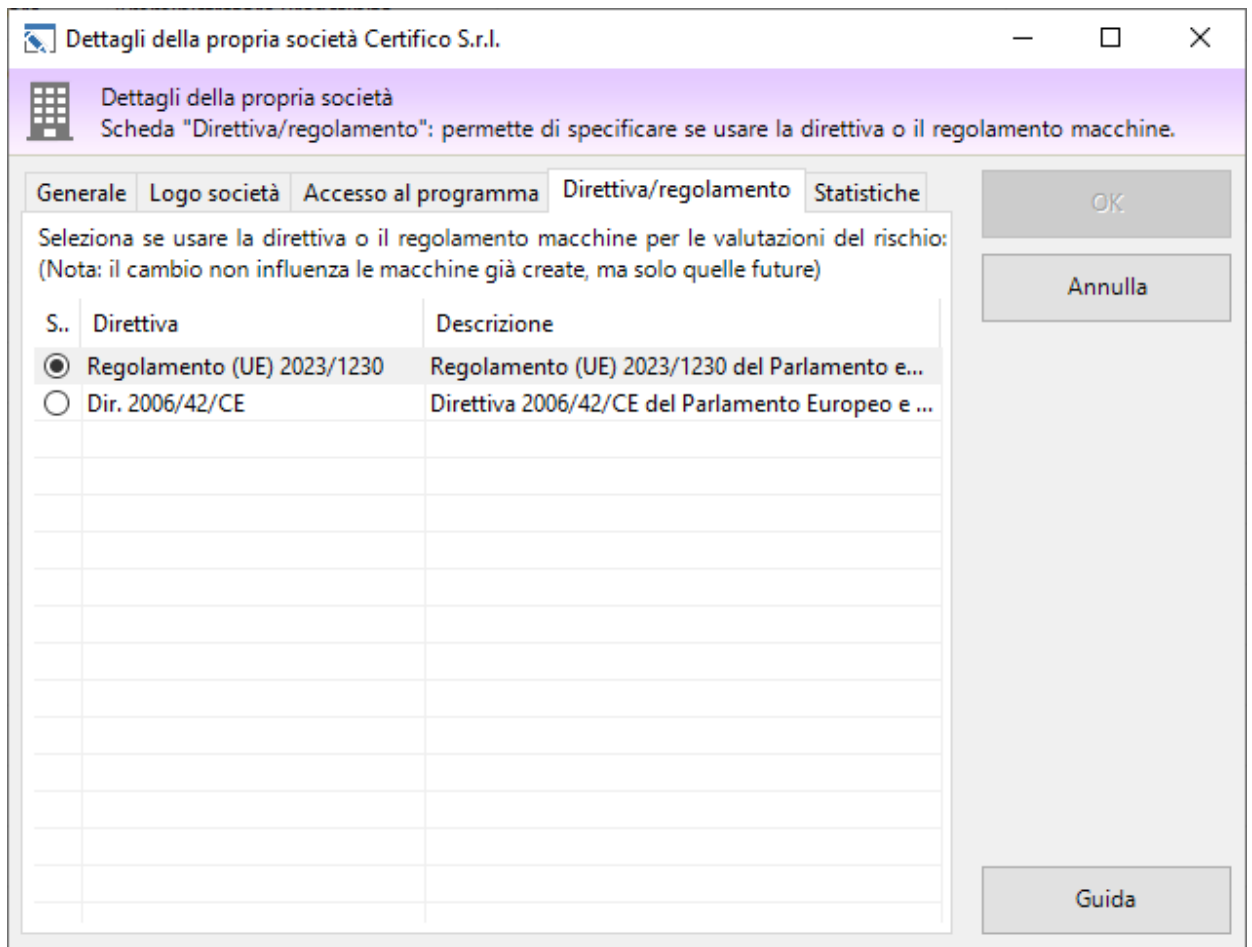 Dettagli della propria società Certifico S.r.l.
Dettagli della propria società
Scheda "Direttiva/regolamento": permette di specificare se usare la direttiva o il regolamento macchine.
Generale Logo società Accesso al programma Direttiva/regolamento Statistiche
OK
Seleziona se usare la direttiva o il regolamento macchine per le valutazioni del rischio:
(Nota: il cambio non influenza le macchine già create, ma solo quelle future)
Annulla
S.. Direttiva Descrizione
Regolamento (UE) 2023/1230 Regolamento (UE) 2023/1230 del Parlamento e...
Dir. 2006/42/CE Direttiva 2006/42/CE del Parlamento Europeo e ...
Guida